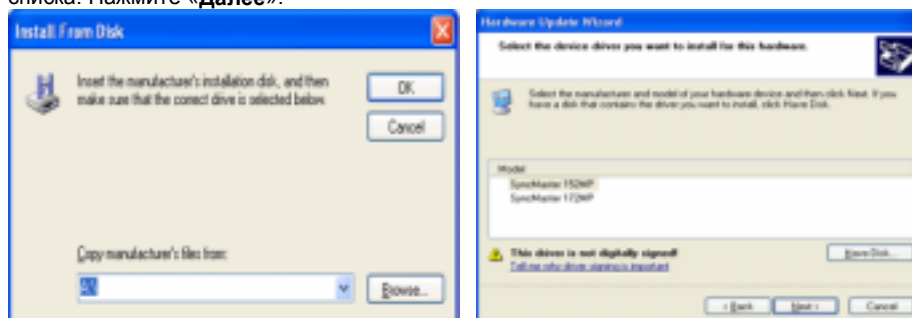 списка. Нажмите «Далее».
Install From Disk
Insert the manufacturer's installation disk, and then
make sure that the correct drive is selected below.
OK
Cancel
Copy manufacturer's files from:
A:\
Browse...
Hardware Update Wizard
Select the device driver you want to install for this hardware.
Select the manufacturer and model of your hardware device and then click Next. If you
have a disk that contains the driver you want to install, click Have Disk.
Model
SyncMaster 152MP
SyncMaster 172MP
This driver is not digitally signed!
Tell me why driver signing is important
Have Disk...
< Back
Next >
Cancel